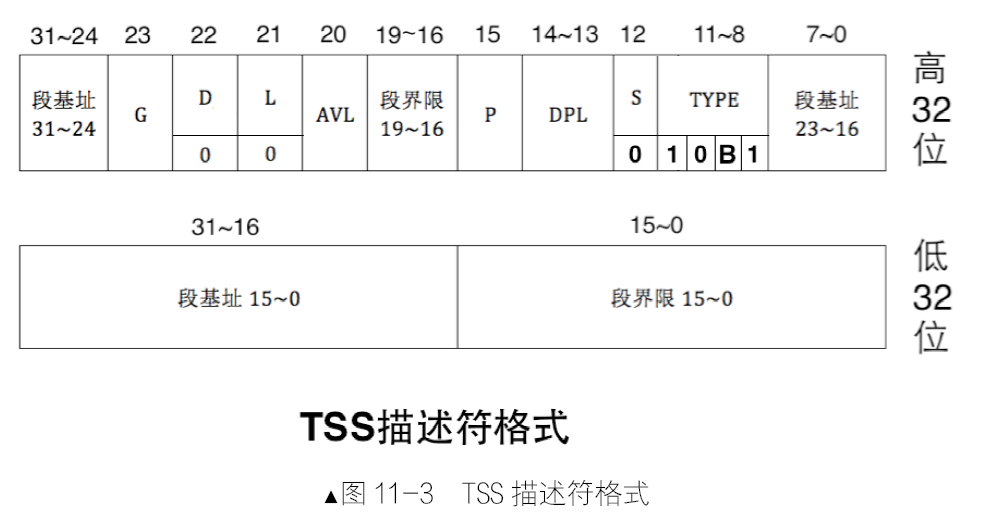 31~24 23 22 21 20 19~16 15 14~13 12 11~8 7~0
段基址 31~24 G D L AVL 段界限 19~16 P DPL S TYPE 段基址 23~16
0 0 0 1 0 B 1
高32位
31~16 15~0
段基址 15~0 段界限 15~0
低32位
TSS描述符格式
▲图 11-3 TSS 描述符格式